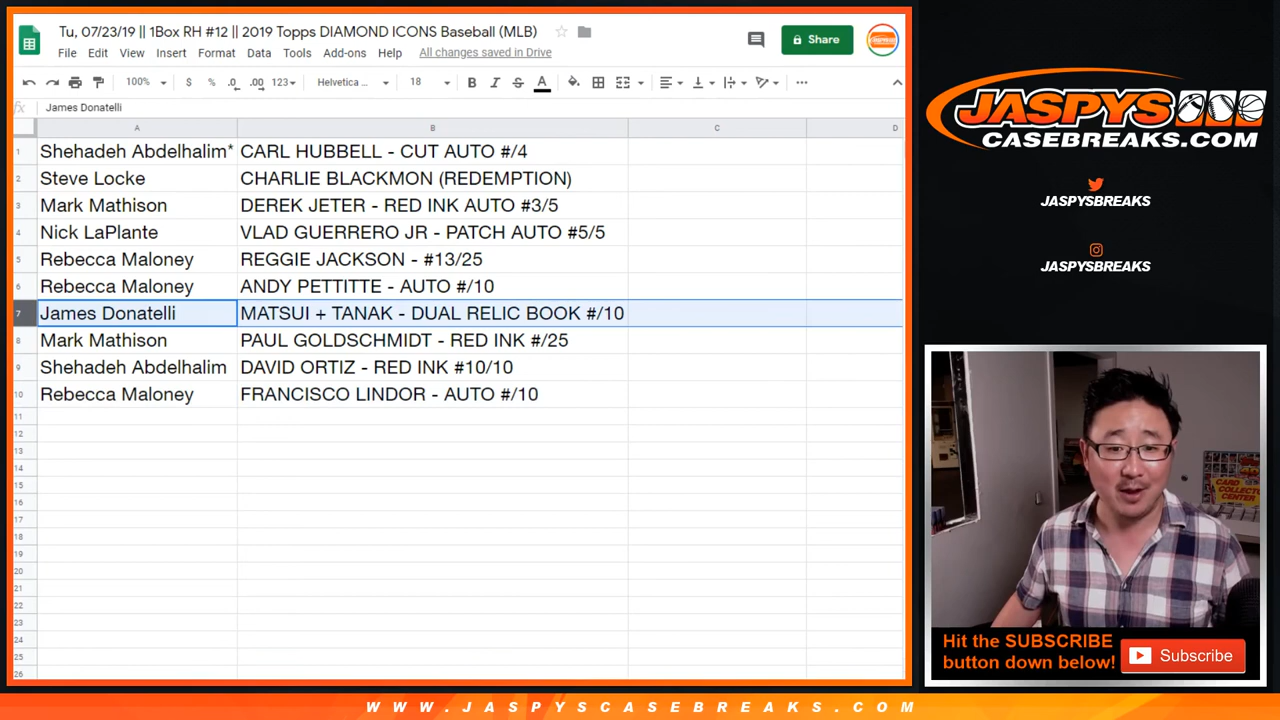 Tu, 07/23/19 || 1Box RH #12 || 2019 Topps DIAMOND ICONS Baseball (MLB)
File Edit View Insert Format Data Tools Add-ons Help All changes saved in Drive
Share
100% $ % .0 .00 123 Helvetica ... 18 B I S A
fx James Donatelli
A B C D
1 Shehadeh Abdelhalim* CARL HUBBELL - CUT AUTO #/4
2 Steve Locke CHARLIE BLACKMON (REDEMPTION)
3 Mark Mathison DEREK JETER - RED INK AUTO #3/5
4 Nick LaPlante VLAD GUERRERO JR - PATCH AUTO #5/5
5 Rebecca Maloney REGGIE JACKSON - #13/25
6 Rebecca Maloney ANDY PETTITTE - AUTO #/10
7 James Donatelli MATSUI + TANAK - DUAL RELIC BOOK #/10
8 Mark Mathison PAUL GOLDSCHMIDT - RED INK #/25
9 Shehadeh Abdelhalim DAVID ORTIZ - RED INK #10/10
10 Rebecca Maloney FRANCISCO LINDOR - AUTO #/10
11
12
13
14
15
16
17
18
19
20
21
22
23
24
25
26
JASPYS
CASEBREAKS.COM
JASPYSBREAKS
JASPYSBREAKS
CARD
COLLECTOR
CENTER
Hit the SUBSCRIBE
button down below!
Subscribe
WWW.JASPYSCASEBREAKS.COM